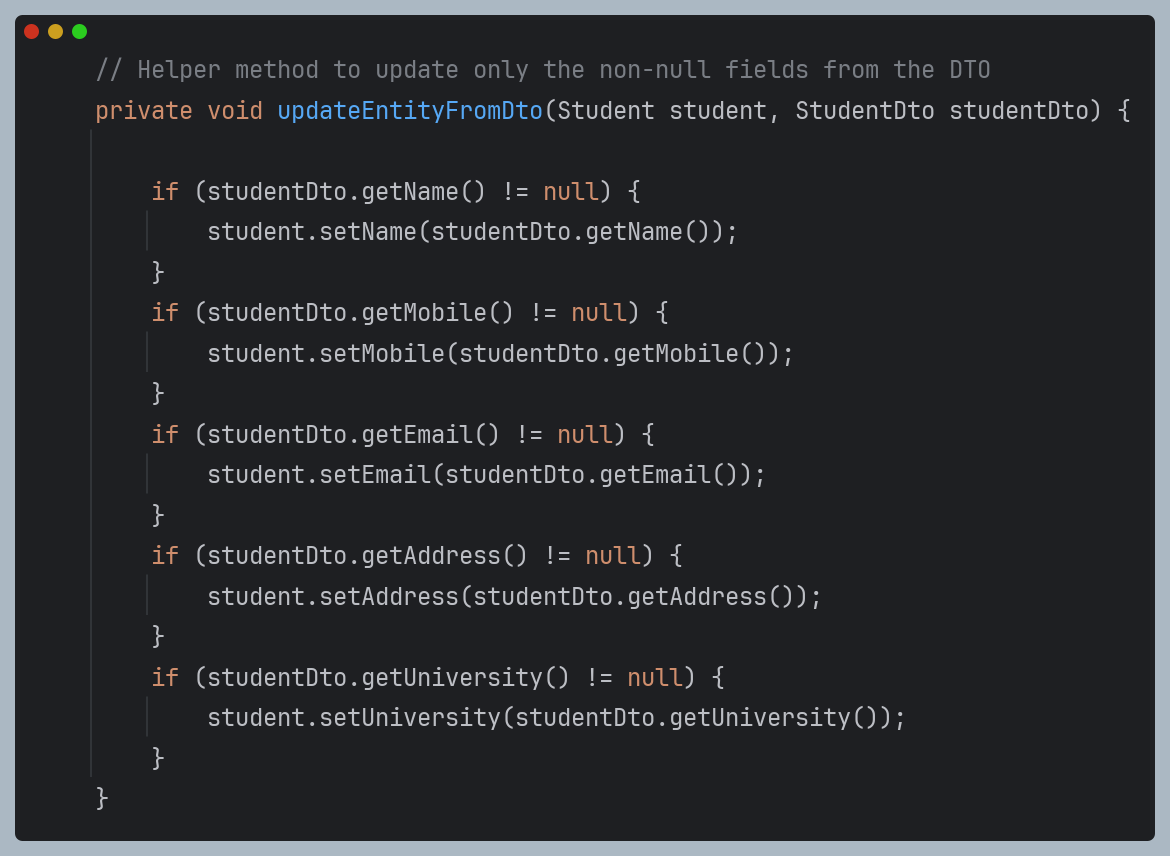 // Helper method to update only the non-null fields from the DTO
private void updateEntityFromDto(Student student, StudentDto studentDto) {
if (studentDto.getName() != null) {
student.setName(studentDto.getName());
}
if (studentDto.getMobile() != null) {
student.setMobile(studentDto.getMobile());
}
if (studentDto.getEmail() != null) {
student.setEmail(studentDto.getEmail());
}
if (studentDto.getAddress() != null) {
student.setAddress(studentDto.getAddress());
}
if (studentDto.getUniversity() != null) {
student.setUniversity(studentDto.getUniversity());
}
}